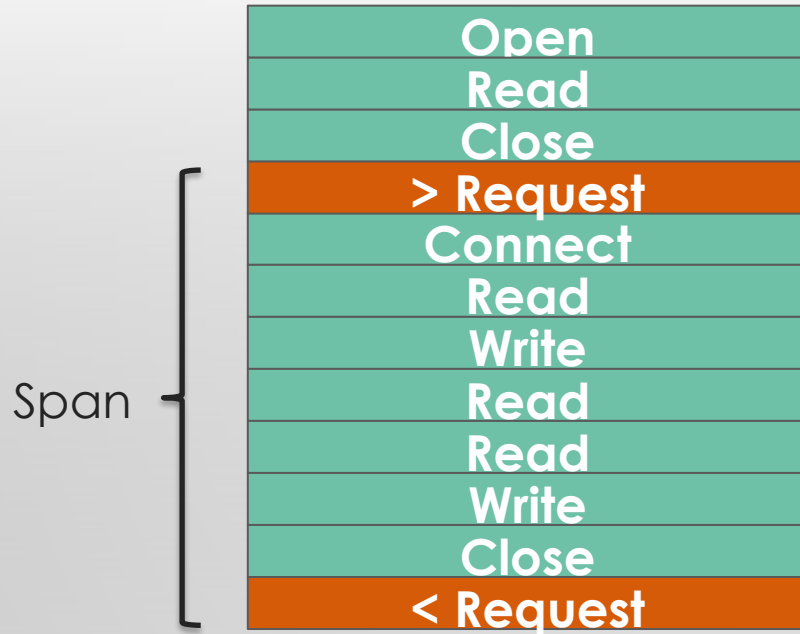 Open
Read
Close
> Request
Connect
Read
Write
Span
Read
Read
Write
Close
< Request